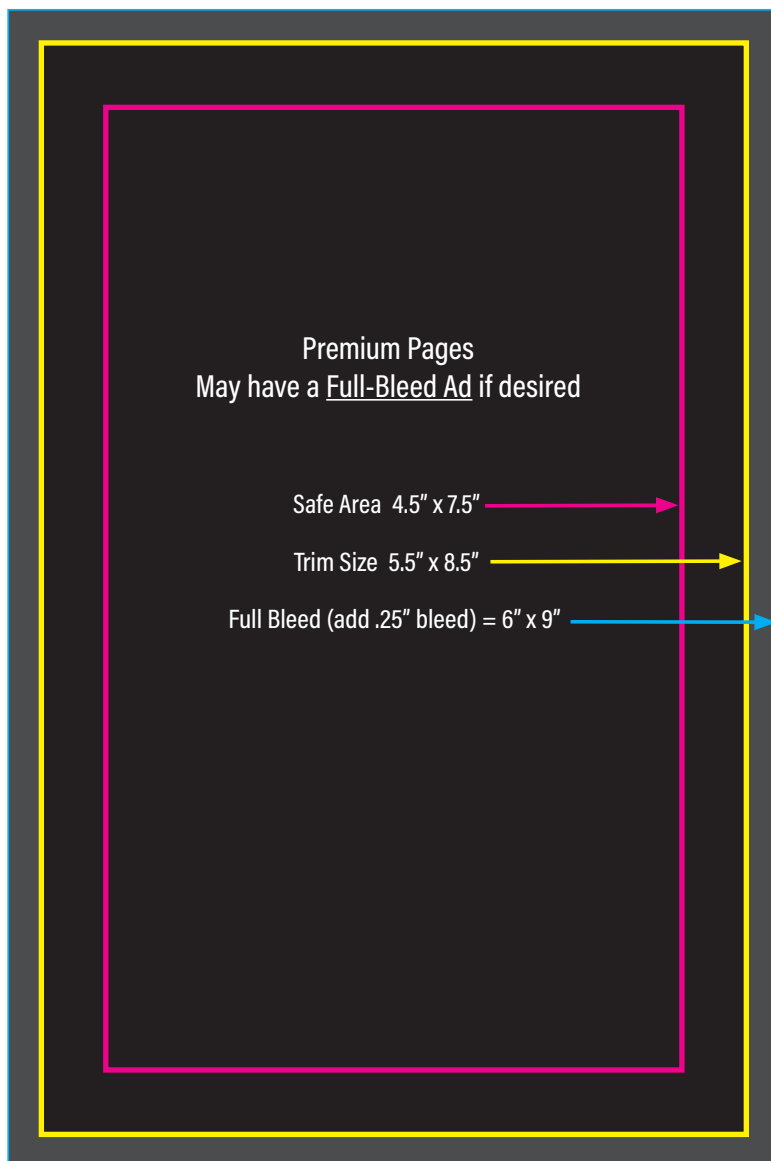 Premium Pages
May have a Full-Bleed Ad if desired
Safe Area 4.5" x 7.5"
Trim Size 5.5" x 8.5"
Full Bleed (add .25" bleed) = 6" x 9"